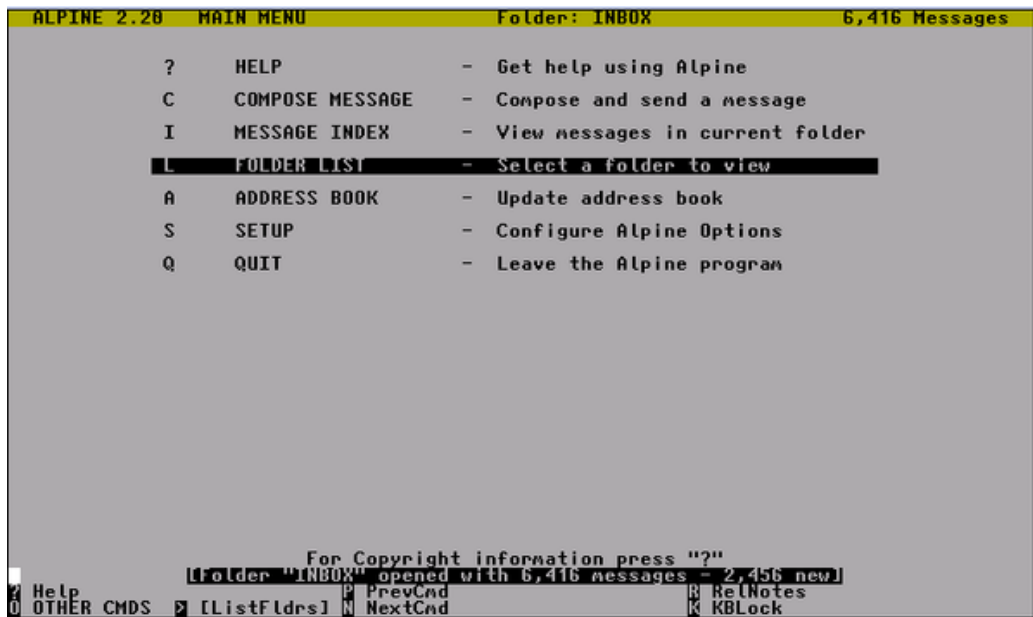 ALPINE 2.20 MAIN MENU Folder: INBOX 6,416 Messages
? HELP - Get help using Alpine
C COMPOSE MESSAGE - Compose and send a message
I MESSAGE INDEX - View messages in current folder
L FOLDER LIST - Select a folder to view
A ADDRESS BOOK - Update address book
S SETUP - Configure Alpine Options
Q QUIT - Leave the Alpine program
For Copyright information press "?"
[Folder "INBOX" opened with 6,416 messages - 2,456 new]
? Help P PrevCmd R RelNotes
O OTHER CMDS > [ListFldrs] N NextCmd K KBLock